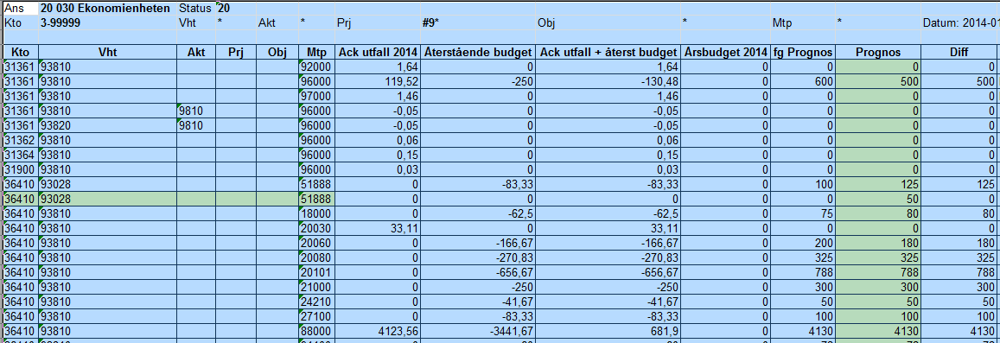 Ans 20 030 Ekonomienheten Status 20
Kto 3-99999 Vht * Akt * Prj #9* Obj * Mtp * Datum: 2014-01
Kto Vht Akt Prj Obj Mtp Ack utfall 2014 Återstående budget Ack utfall + återst budget Årsbudget 2014 fg Prognos Prognos Diff
31361 93810 92000 1,64 0 1,64 0 0 0 0
31361 93810 96000 119,52 -250 -130,48 0 600 500 500
31361 93810 97000 1,46 0 1,46 0 0 0 0
31361 93810 9810 96000 -0,05 0 -0,05 0 0 0 0
31361 93820 9810 96000 -0,05 0 -0,05 0 0 0 0
31362 93810 96000 0,06 0 0,06 0 0 0 0
31364 93810 96000 0,15 0 0,15 0 0 0 0
31900 93810 96000 0,03 0 0,03 0 0 0 0
36410 93028 51888 0 -83,33 -83,33 0 100 125 125
36410 93028 51888 0 0 0 0 0 50 0
36410 93810 18000 0 -62,5 -62,5 0 75 80 80
36410 93810 20030 33,11 0 33,11 0 0 0 0
36410 93810 20060 0 -166,67 -166,67 0 200 180 180
36410 93810 20080 0 -270,83 -270,83 0 325 325 325
36410 93810 20101 0 -656,67 -656,67 0 788 788 788
36410 93810 21000 0 -250 -250 0 300 300 300
36410 93810 24210 0 -41,67 -41,67 0 50 50 50
36410 93810 27100 0 -83,33 -83,33 0 100 100 100
36410 93810 88000 4123,56 -3441,67 681,9 0 4130 4130 4130